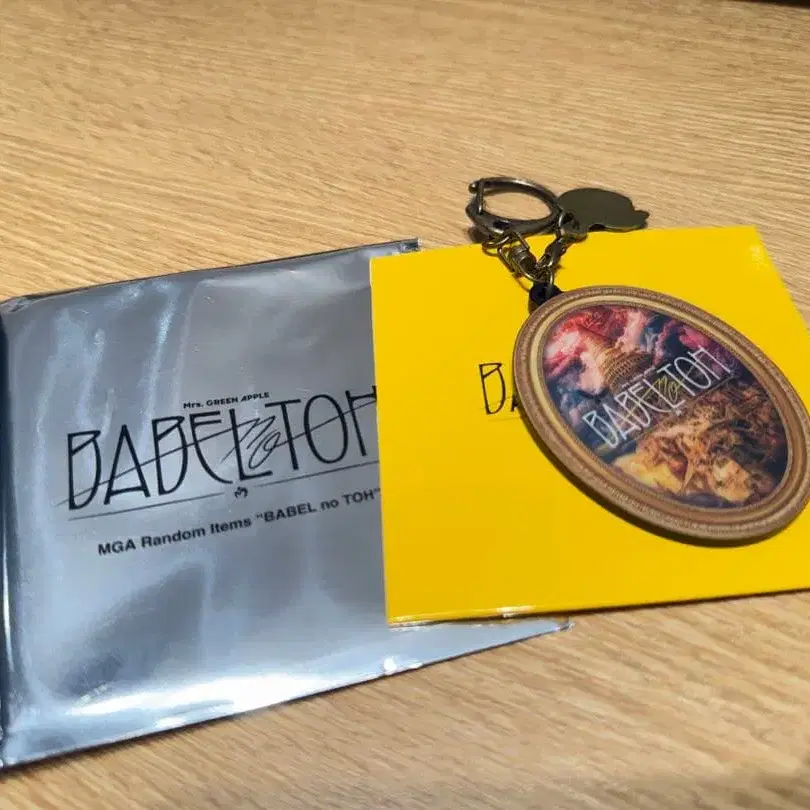 Mrs. GREEN APPLE
BABEL no TOH
MGA Random Items "BABEL no TOH"
BABEL no TOH